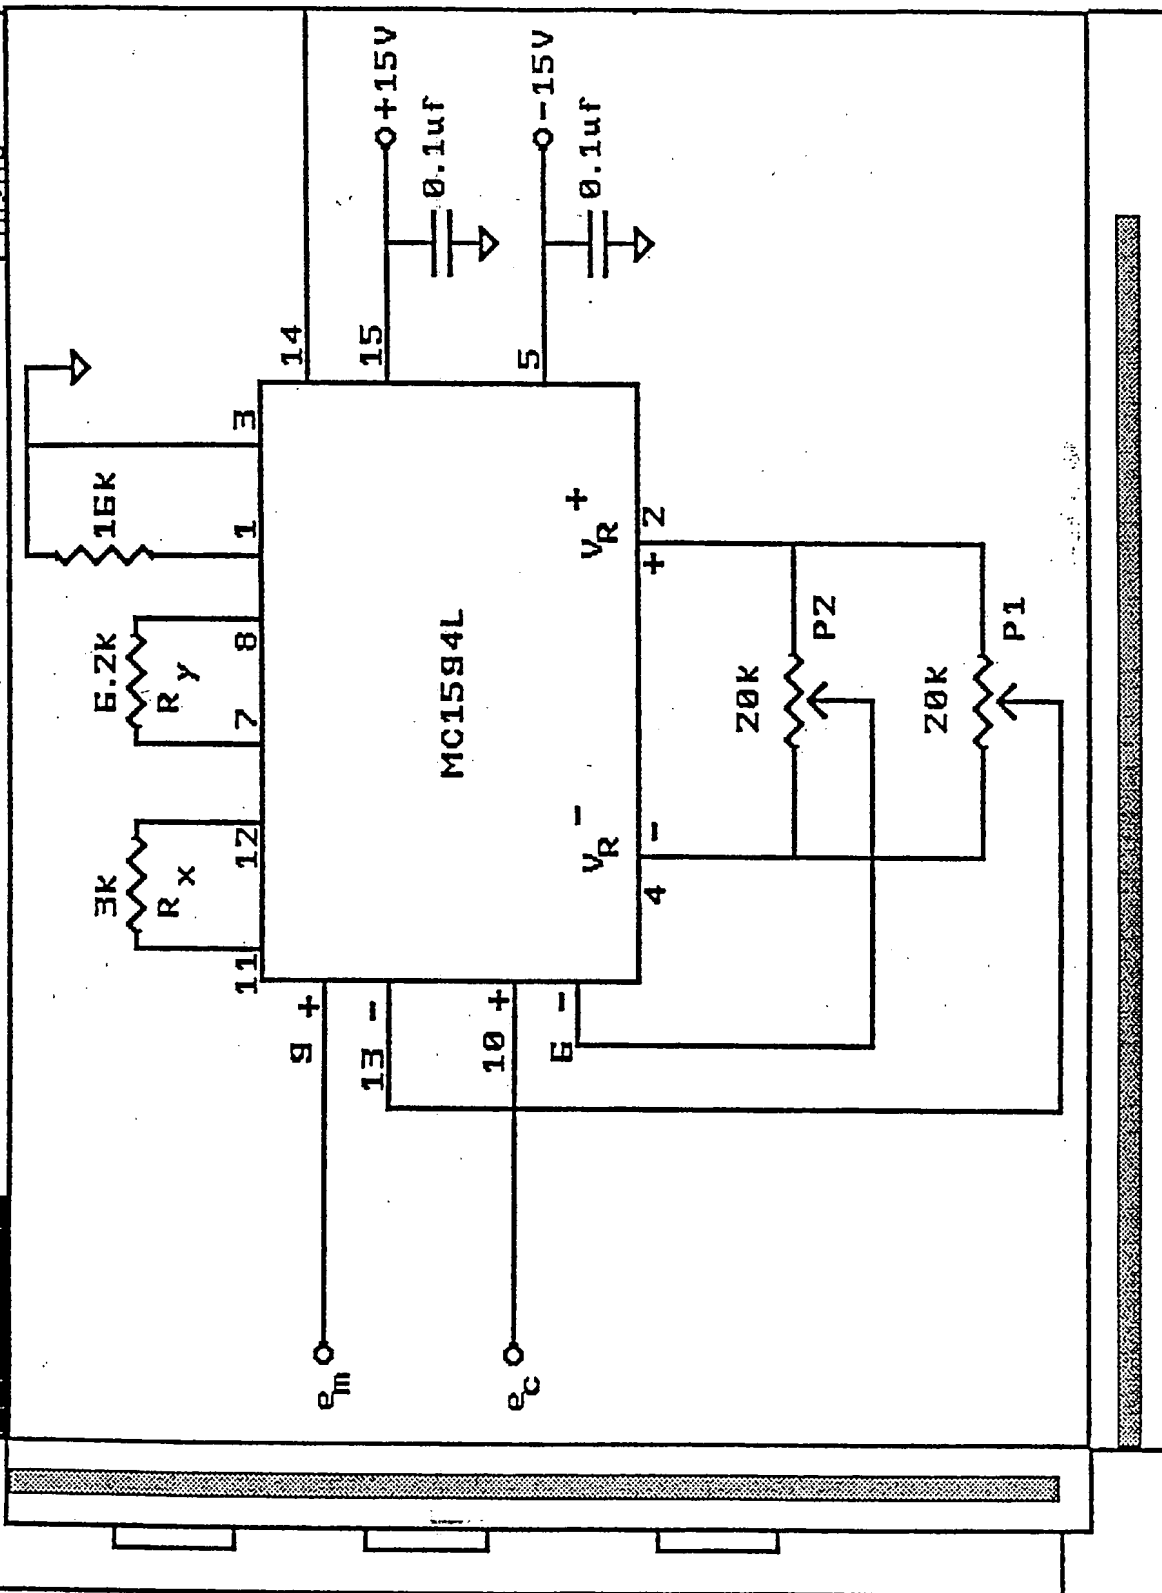 3K
R x
6.2K
R y
16K
11
12
7
8
1
3
9 +
13 -
10 +
6 -
14
15
5
+15V
0.1uf
-15V
0.1uf
MC1594L
V R -
V R +
4 -
+ 2
20K
P2
20K
P1
e m
e c